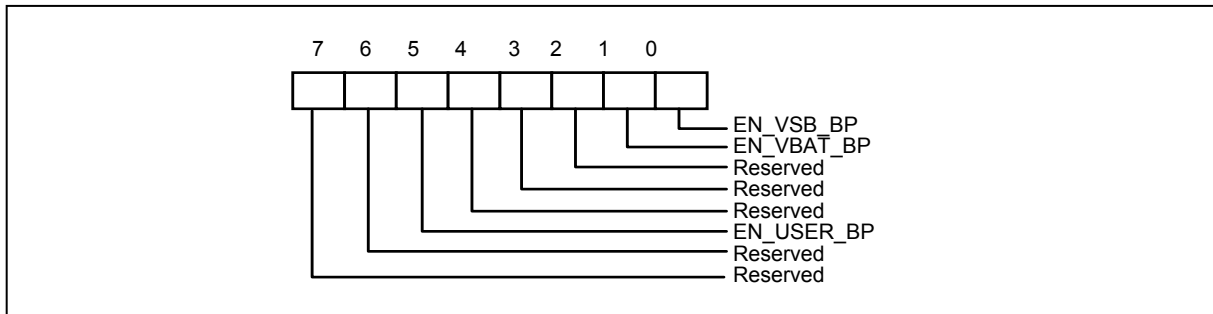 7 6 5 4 3 2 1 0
EN_VSB_BP
EN_VBAT_BP
Reserved
Reserved
Reserved
EN_USER_BP
Reserved
Reserved